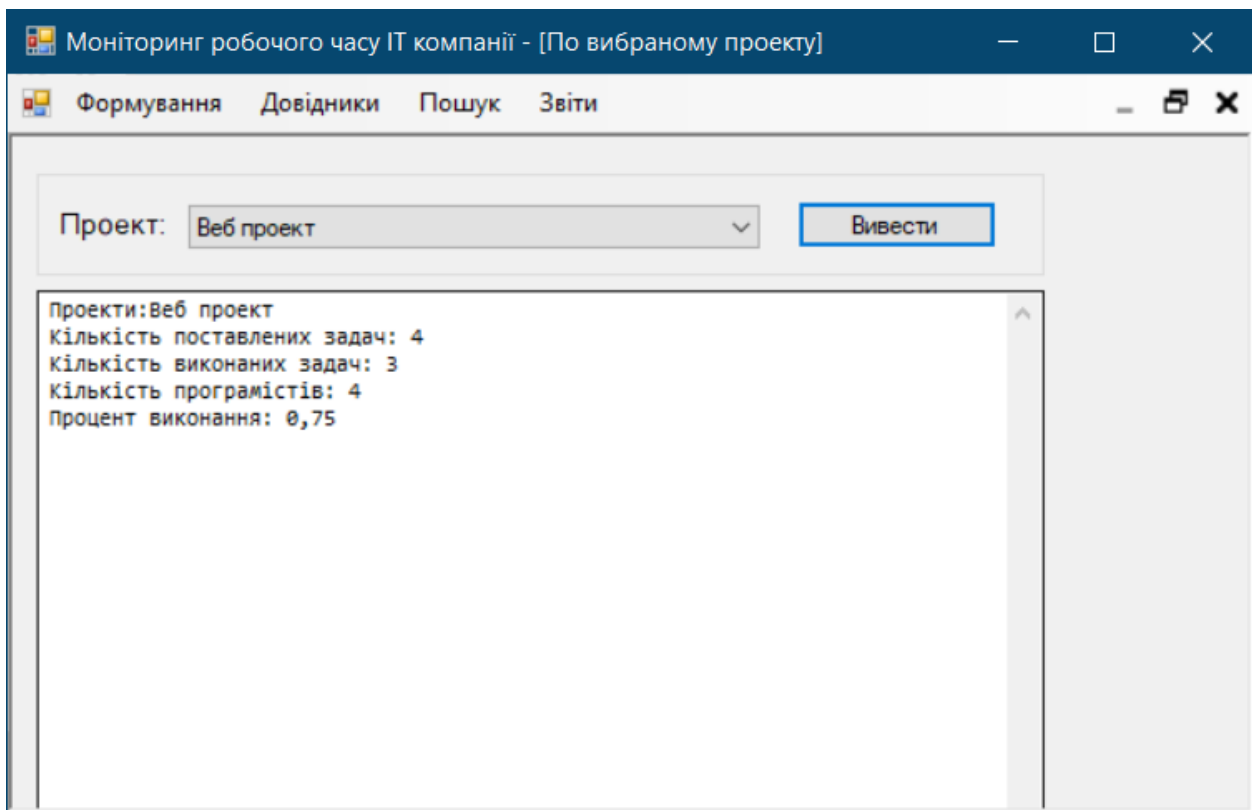 Моніторинг робочого часу ІТ компанії - [По вибраному проекту]
Формування Довідники Пошук Звіти
Проект: Веб проект Вивести
Проекти:Веб проект
Кількість поставлених задач: 4
Кількість виконаних задач: 3
Кількість програмістів: 4
Процент виконання: 0,75